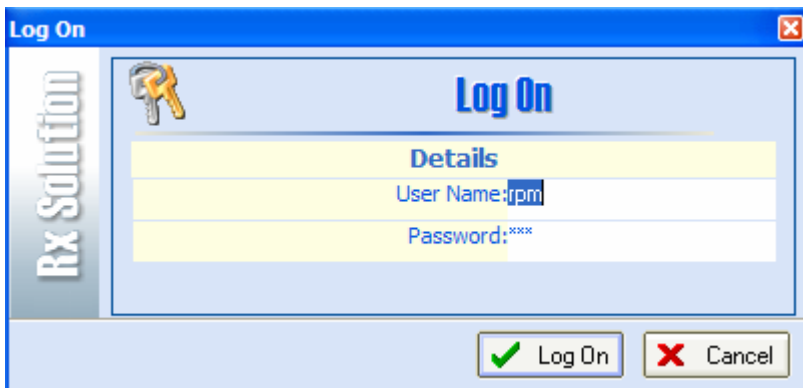 Log On
Rx Solution
Log On
Details
User Name:rpm
Password:***
Log On
Cancel